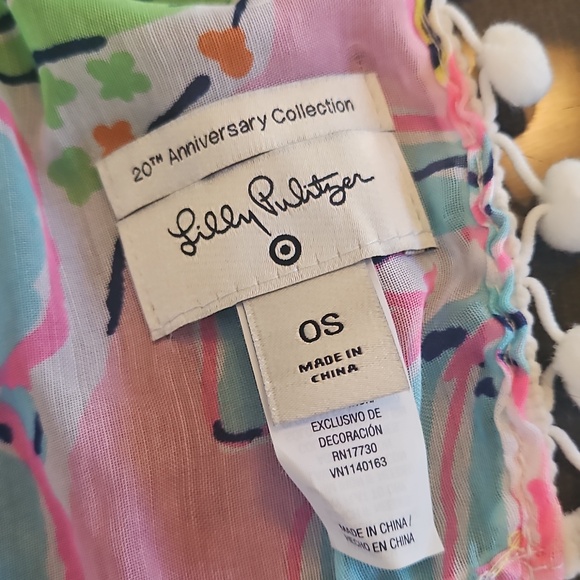 20TH Anniversary Collection
Lilly Pulitzer
OS
MADE IN
CHINA
EXCLUSIVO DE
DECORACIÓN
RN17730
VN1140163
MADE IN CHINA/
HECHO EN CHINA